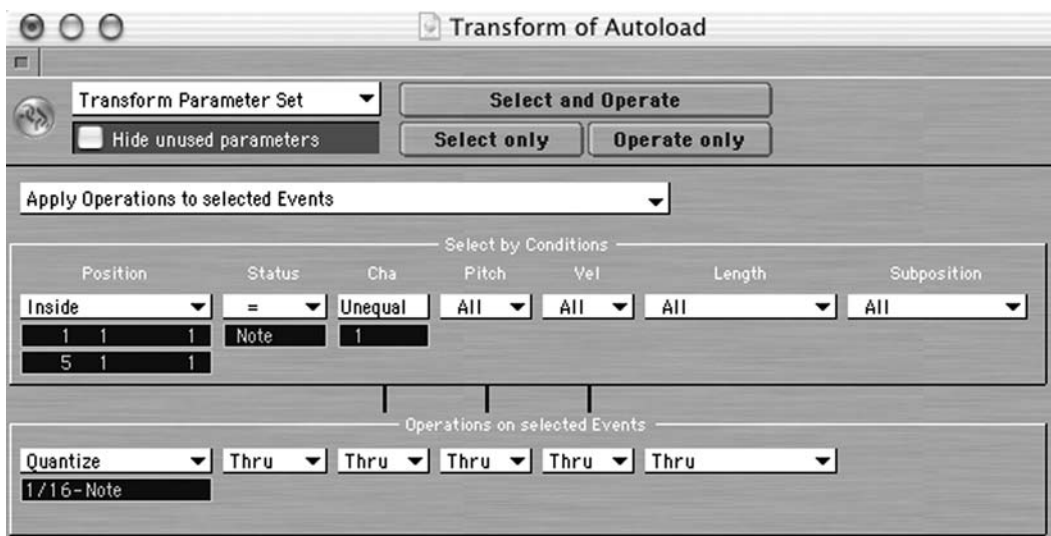 Transform of Autoload
Transform Parameter Set
Select and Operate
Hide unused parameters
Select only
Operate only
Apply Operations to selected Events
Select by Conditions
Position Status Cha Pitch Vel Length Subposition
Inside = Unequal All All All All
1 1 1 Note 1
5 1 1
Operations on selected Events
Quantize Thru Thru Thru Thru Thru
1/16-Note